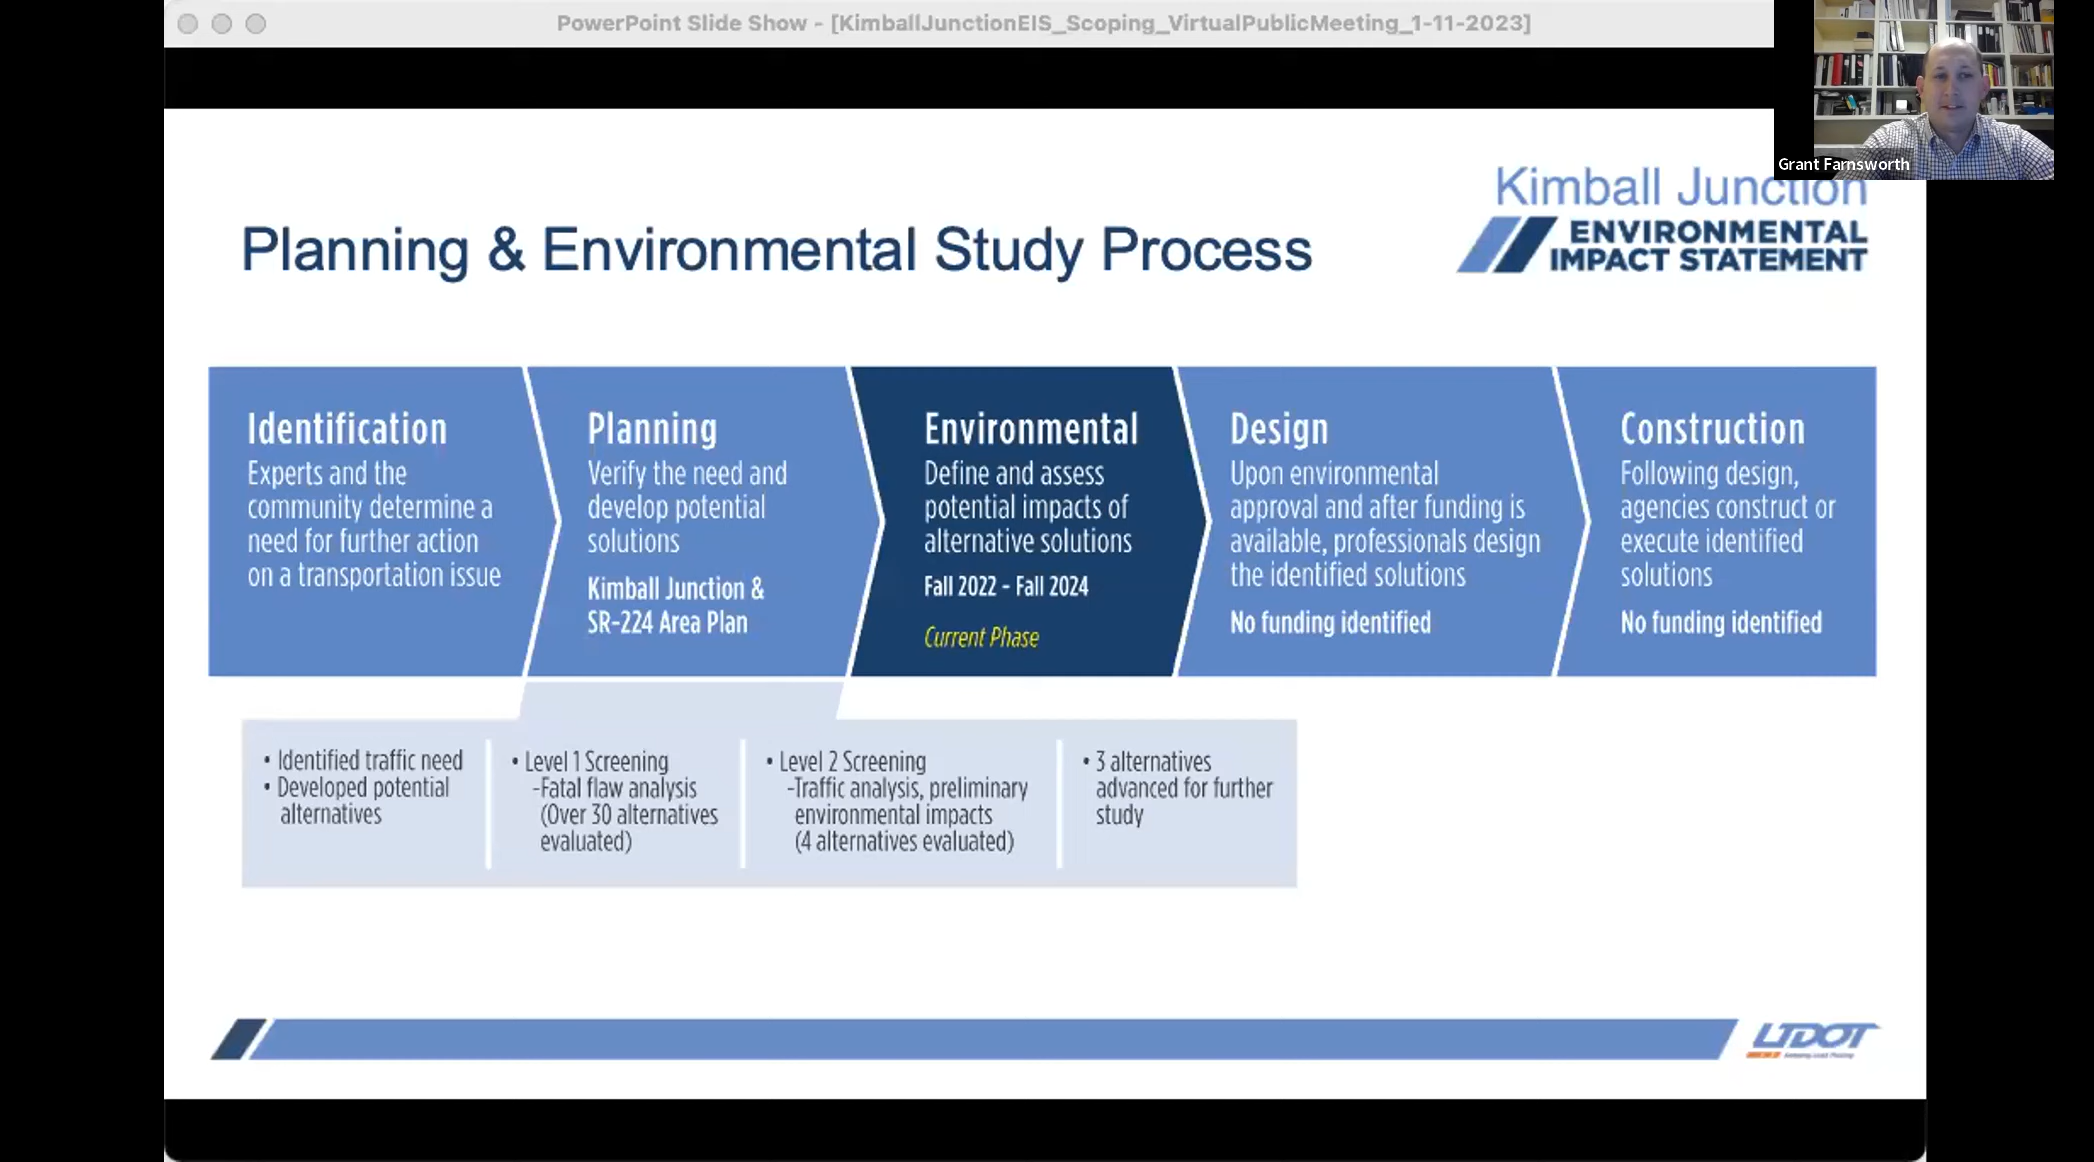 PowerPoint Slide Show - [KimballJunctionEIS_Scoping_VirtualPublicMeeting_1-11-2023]
Grant Farnsworth
Kimball Junction
ENVIRONMENTAL
IMPACT STATEMENT
Planning & Environmental Study Process
Identification
Experts and the
community determine a
need for further action
on a transportation issue
Planning
Verify the need and
develop potential
solutions
Kimball Junction &
SR-224 Area Plan
Environmental
Define and assess
potential impacts of
alternative solutions
Fall 2022 - Fall 2024
Current Phase
Design
Upon environmental
approval and after funding is
available, professionals design
the identified solutions
No funding identified
Construction
Following design,
agencies construct or
execute identified
solutions
No funding identified
• Identified traffic need
• Developed potential
alternatives
• Level 1 Screening
-Fatal flaw analysis
(Over 30 alternatives
evaluated)
• Level 2 Screening
-Traffic analysis, preliminary
environmental impacts
(4 alternatives evaluated)
• 3 alternatives
advanced for further
study
UDOT